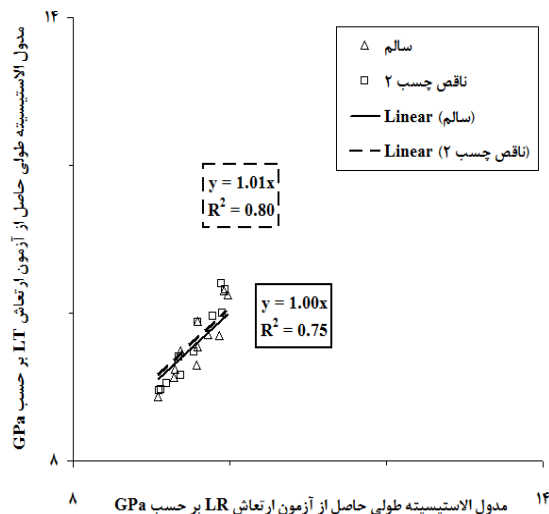 ۱۴
مدول الاستیسیته طولی حاصل از آزمون ارتعاش LT بر حسب GPa
سالم
ناقص چسب ۲
Linear (سالم)
Linear (ناقص چسب ۲)
y = 1.01x
R² = 0.80
y = 1.00x
R² = 0.75
۸
۸
۱۴
مدول الاستیسیته طولی حاصل از آزمون ارتعاش LR بر حسب GPa